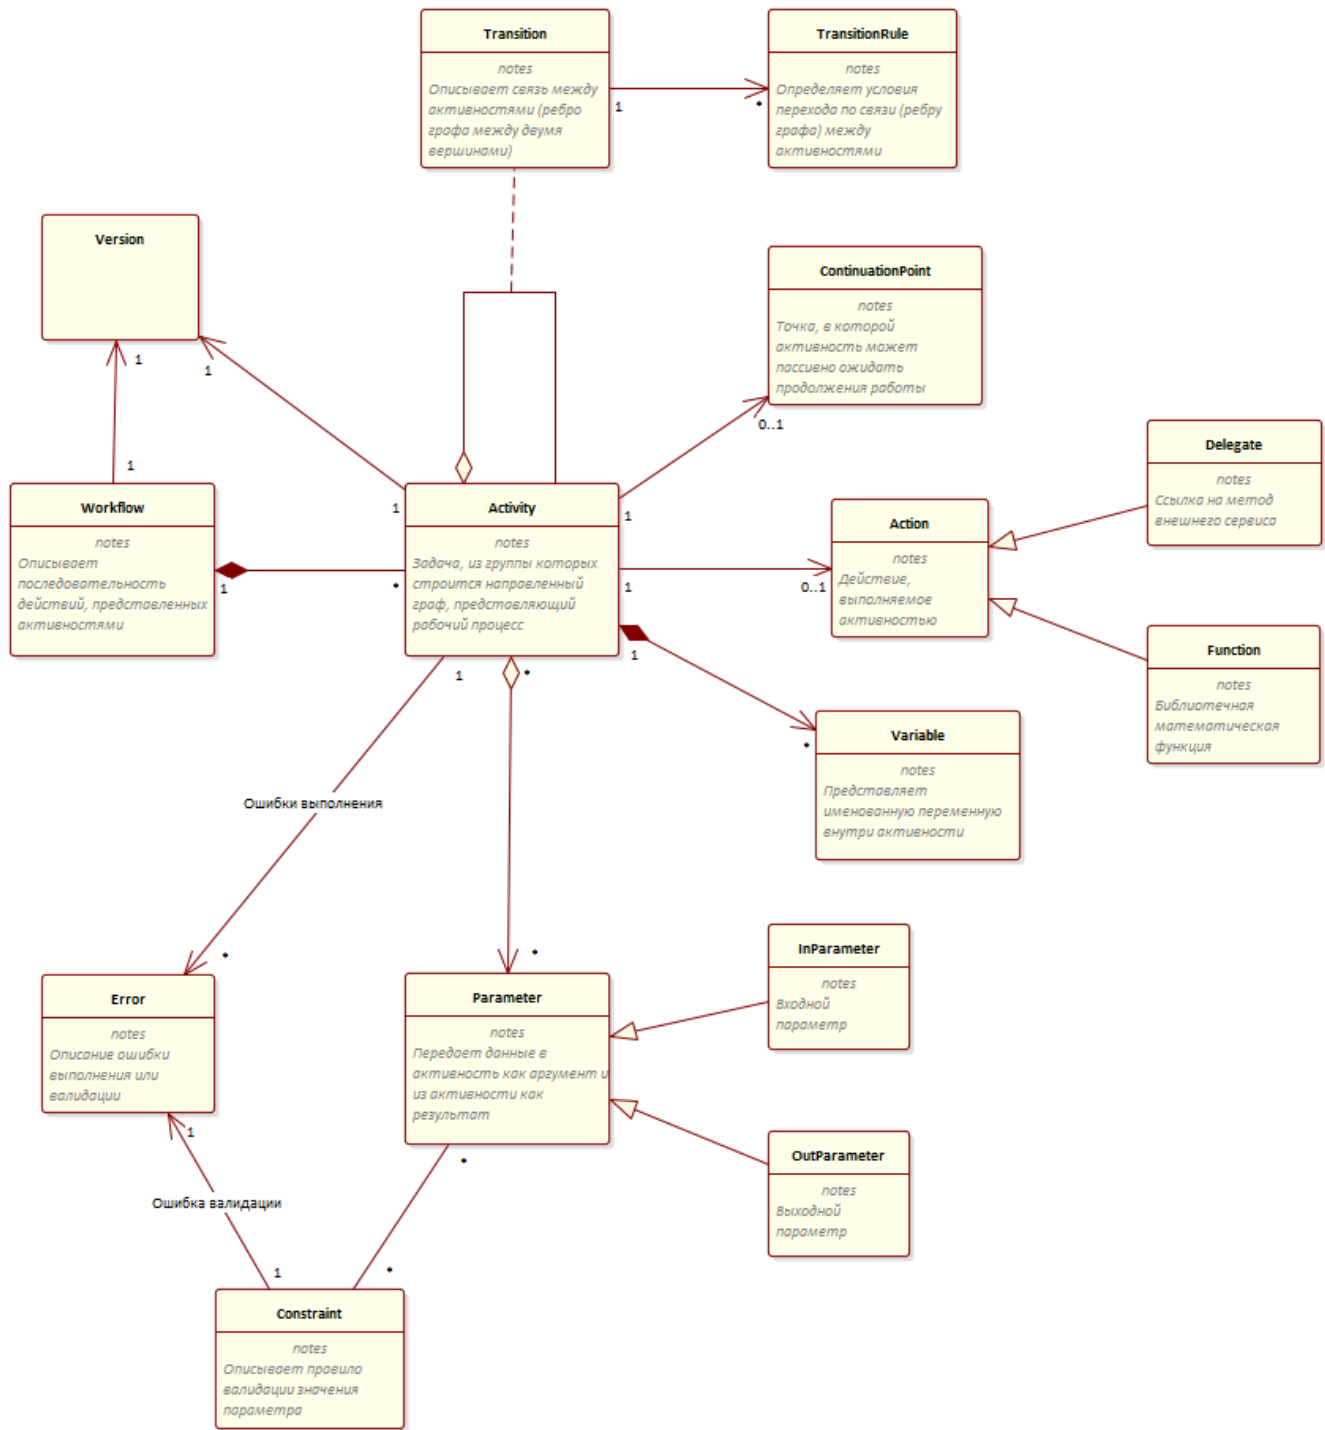 Transition
notes
Описывает связь между
активностями (ребро
графа между двумя
вершинами)
TransitionRule
notes
Определяет условия
перехода по связи (ребру
графа) между
активностями
1
*
Version
ContinuationPoint
notes
Точка, в которой
активность может
пассивно ожидать
продолжения работы
1
1
0..1
Delegate
notes
Ссылка на метод
внешнего сервиса
1
1
1
Workflow
notes
Описывает
последовательность
действий, представленных
активностями
Activity
notes
Задача, из группы которых
строится направленный
граф, представляющий
рабочий процесс
Action
notes
Действие,
выполняемое
активностью
1
*
1
0..1
Function
notes
Библиотечная
математическая
функция
1
*
1
Variable
notes
Представляет
именованную переменную
внутри активности
*
Ошибки выполнения
*
*
InParameter
notes
Входной
параметр
Error
notes
Описание ошибки
выполнения или
валидации
Parameter
notes
Передает данные в
активность как аргумент и
из активности как
результат
OutParameter
notes
Выходной
параметр
1
*
Ошибка валидации
1
*
Constraint
notes
Описывает правило
валидации значения
параметра